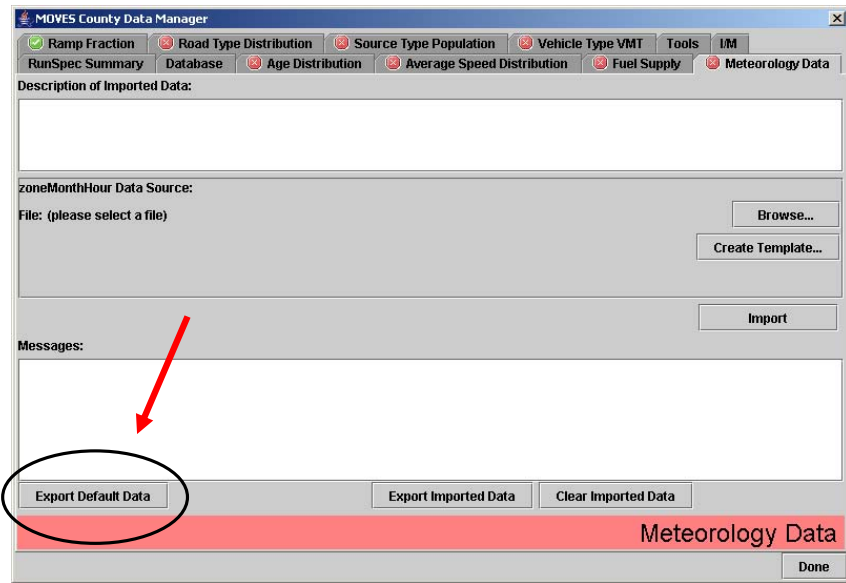 MOVES County Data Manager
Ramp Fraction Road Type Distribution Source Type Population Vehicle Type VMT Tools I/M
RunSpec Summary Database Age Distribution Average Speed Distribution Fuel Supply Meteorology Data
Description of Imported Data:
zoneMonthHour Data Source:
File: (please select a file) Browse...
Create Template...
Import
Messages:
Export Default Data Export Imported Data Clear Imported Data
Meteorology Data
Done